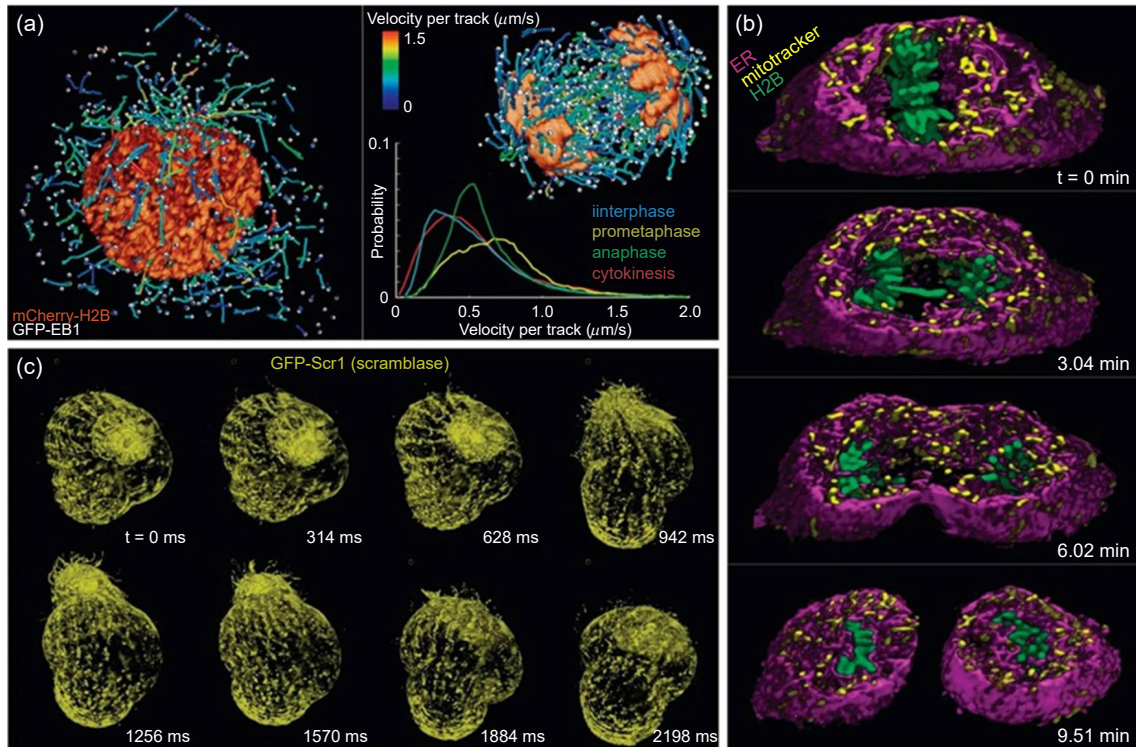 (a)
Velocity per track (μm/s)
1.5
0
mCherry-H2B
GFP-EB1
0.1
Probability
0
iinterphase
prometaphase
anaphase
cytokinesis
0 0.5 1.0 1.5 2.0
Velocity per track (μm/s)
(b)
ER
mitotracker
H2B
t = 0 min
3.04 min
6.02 min
9.51 min
(c)
GFP-Scr1 (scramblase)
t = 0 ms
314 ms
628 ms
942 ms
1256 ms
1570 ms
1884 ms
2198 ms